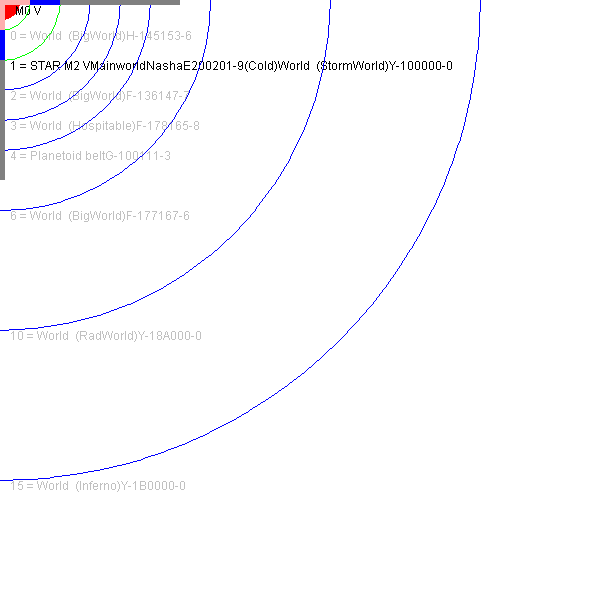 M0 V
0 = World (BigWorld)H-145153-6
1 = STAR M2 VMainworldNashaE200201-9(Cold)World (StormWorld)Y-100000-0
2 = World (BigWorld)F-136147-7
3 = World (Hospitable)F-178165-8
4 = Planetoid beltG-100111-3
6 = World (BigWorld)F-177167-6
10 = World (RadWorld)Y-18A000-0
15 = World (Inferno)Y-1B0000-0